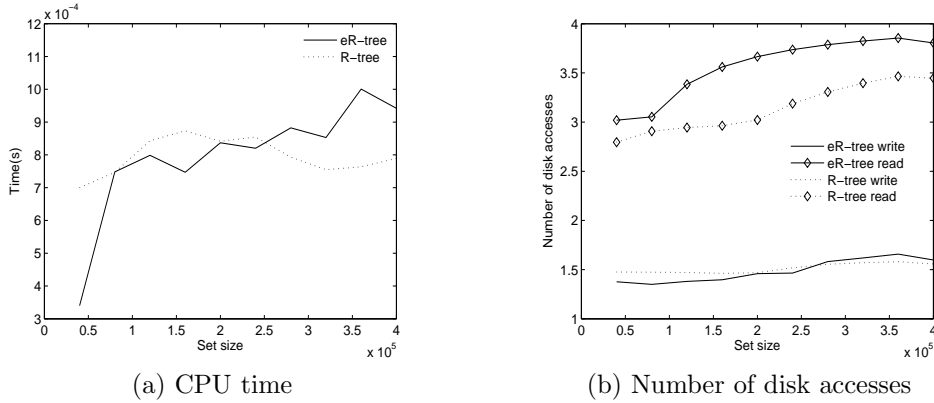 12 x 10⁻⁴
eR−tree
R−tree
11
10
9
8
7
6
5
4
3
Time(s)
0 0.5 1 1.5 2 2.5 3 3.5 4
Set size
x 10⁵
(a) CPU time
4
3.5
3
2.5
2
1.5
1
Number of disk accesses
eR−tree write
eR−tree read
R−tree write
R−tree read
0 0.5 1 1.5 2 2.5 3 3.5 4
Set size
x 10⁵
(b) Number of disk accesses